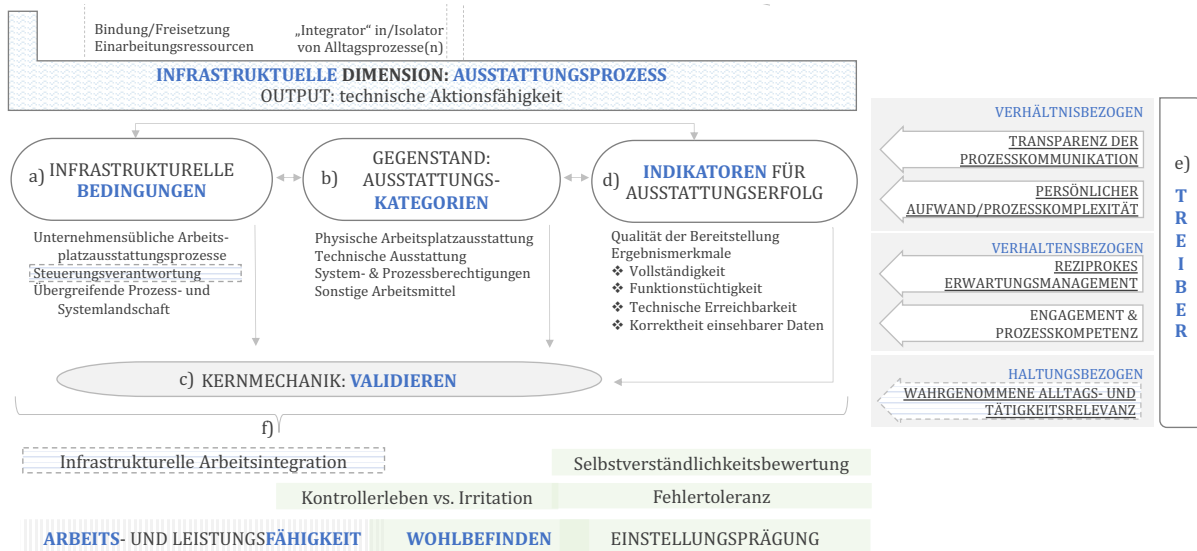 Bindung/Freisetzung
Einarbeitungsressourcen
„Integrator“ in/Isolator
von Alltagsprozesse(n)
INFRASTRUKTUELLE DIMENSION: AUSSTATTUNGSPROZESS
OUTPUT: technische Aktionsfähigkeit
a) INFRASTRUKTURELLE
BEDINGUNGEN
b) GEGENSTAND:
AUSSTATTUNGS-
KATEGORIEN
d) INDIKATOREN FÜR
AUSSTATTUNGSERFOLG
Unternehmensübliche Arbeits-
platzausstattungsprozesse
Steuerungsverantwortung
Übergreifende Prozess- und
Systemlandschaft
Physische Arbeitsplatzausstattung
Technische Ausstattung
System- & Prozessberechtigungen
Sonstige Arbeitsmittel
Qualität der Bereitstellung
Ergebnismerkmale
❖ Vollständigkeit
❖ Funktionstüchtigkeit
❖ Technische Erreichbarkeit
❖ Korrektheit einsehbarer Daten
c) KERNMECHANIK: VALIDIEREN
f)
Infrastrukturelle Arbeitsintegration
Selbstverständlichkeitsbewertung
Kontrollerleben vs. Irritation
Fehlertoleranz
ARBEITS- UND LEISTUNGSFÄHIGKEIT
WOHLBEFINDEN
EINSTELLUNGSPRÄGUNG
VERHÄLTNISBEZOGEN
TRANSPARENZ DER
PROZESSKOMMUNIKATION
PERSÖNLICHER
AUFWAND/PROZESSKOMPLEXITÄT
VERHALTENSBEZOGEN
REZIPROKES
ERWARTUNGSMANAGEMENT
ENGAGEMENT &
PROZESSKOMPETENZ
HALTUNGSBEZOGEN
WAHRGENOMMENE ALLTAGS- UND
TÄTIGKEITSRELEVANZ
e)
TREIBER